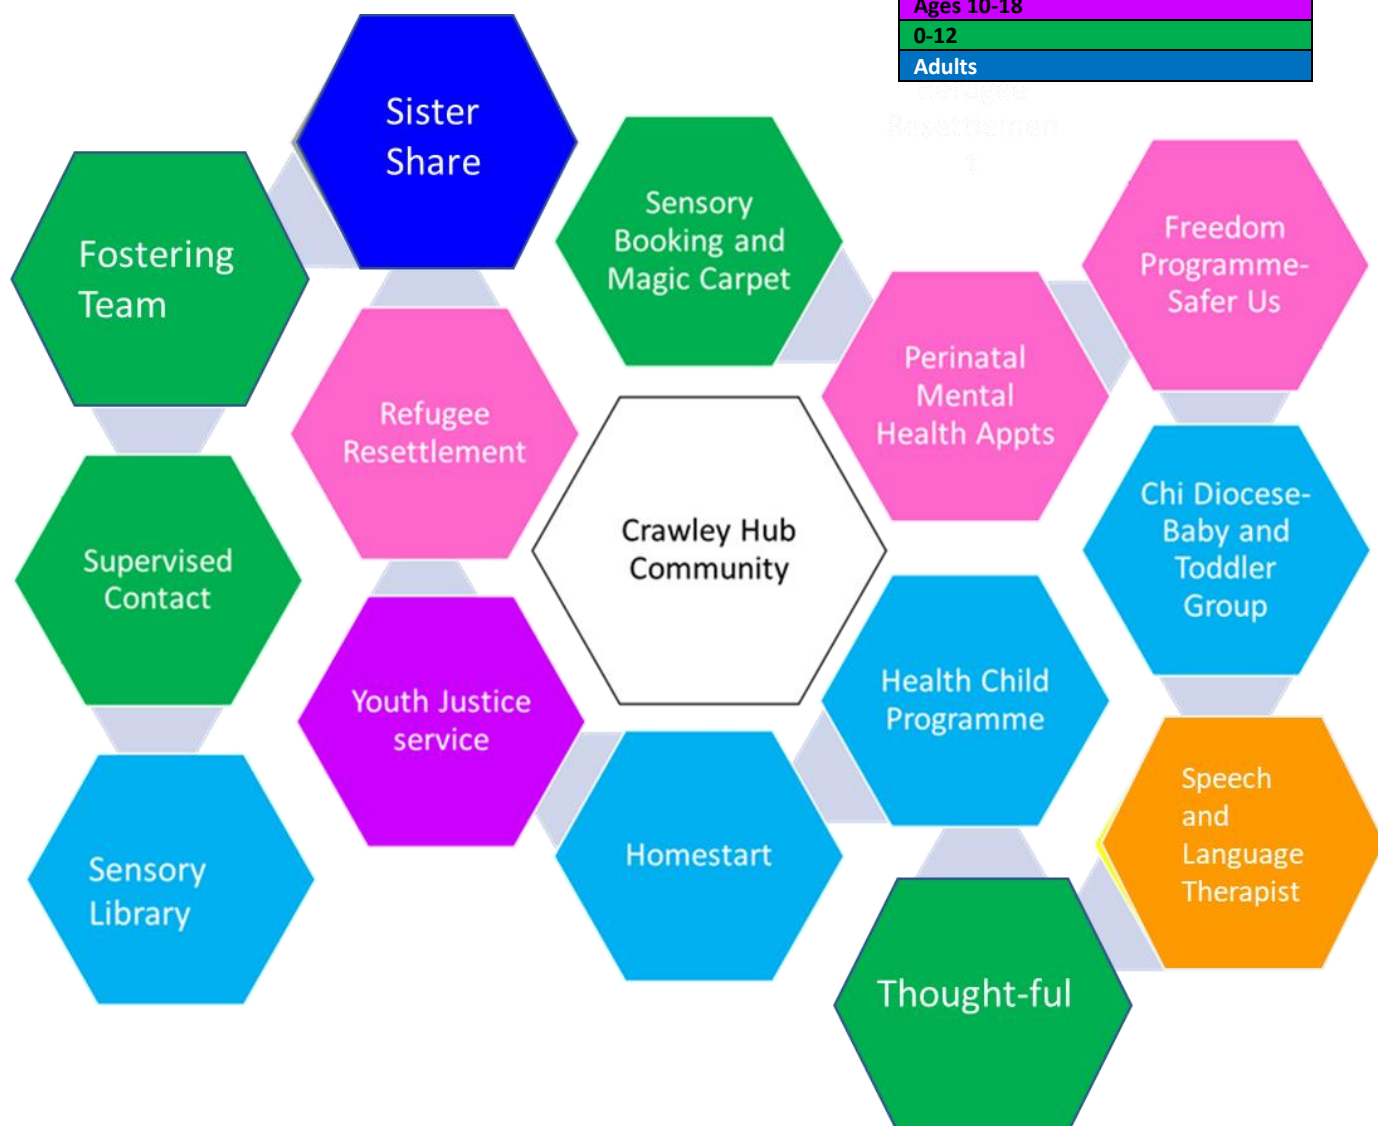 Ages 10-18
0-12
Adults
Refugee
Resettlemen
t
Sister
Share
Sensory
Booking and
Magic Carpet
Freedom
Programme-
Safer Us
Fostering
Team
Perinatal
Mental
Health Appts
Refugee
Resettlement
Chi Diocese-
Baby and
Toddler
Group
Crawley Hub
Community
Supervised
Contact
Health Child
Programme
Youth Justice
service
Speech
and
Language
Therapist
Homestart
Sensory
Library
Thought-ful